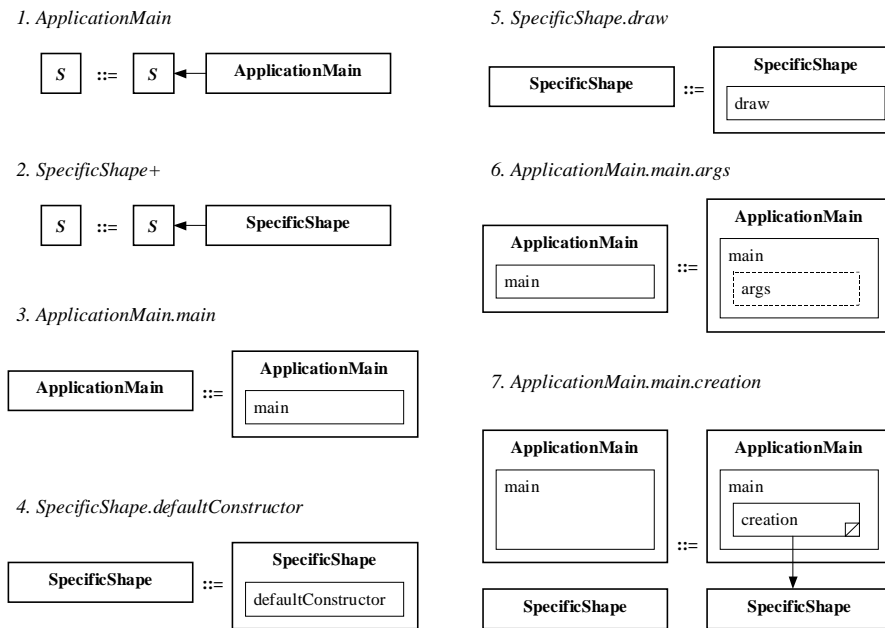 1. ApplicationMain
S ::= S ApplicationMain
2. SpecificShape+
S ::= S SpecificShape
3. ApplicationMain.main
ApplicationMain ::= ApplicationMain
main
4. SpecificShape.defaultConstructor
SpecificShape ::= SpecificShape
defaultConstructor
5. SpecificShape.draw
SpecificShape ::= SpecificShape
draw
6. ApplicationMain.main.args
ApplicationMain
main
::=
ApplicationMain
main
args
7. ApplicationMain.main.creation
ApplicationMain
main
SpecificShape
::=
ApplicationMain
main
creation
SpecificShape